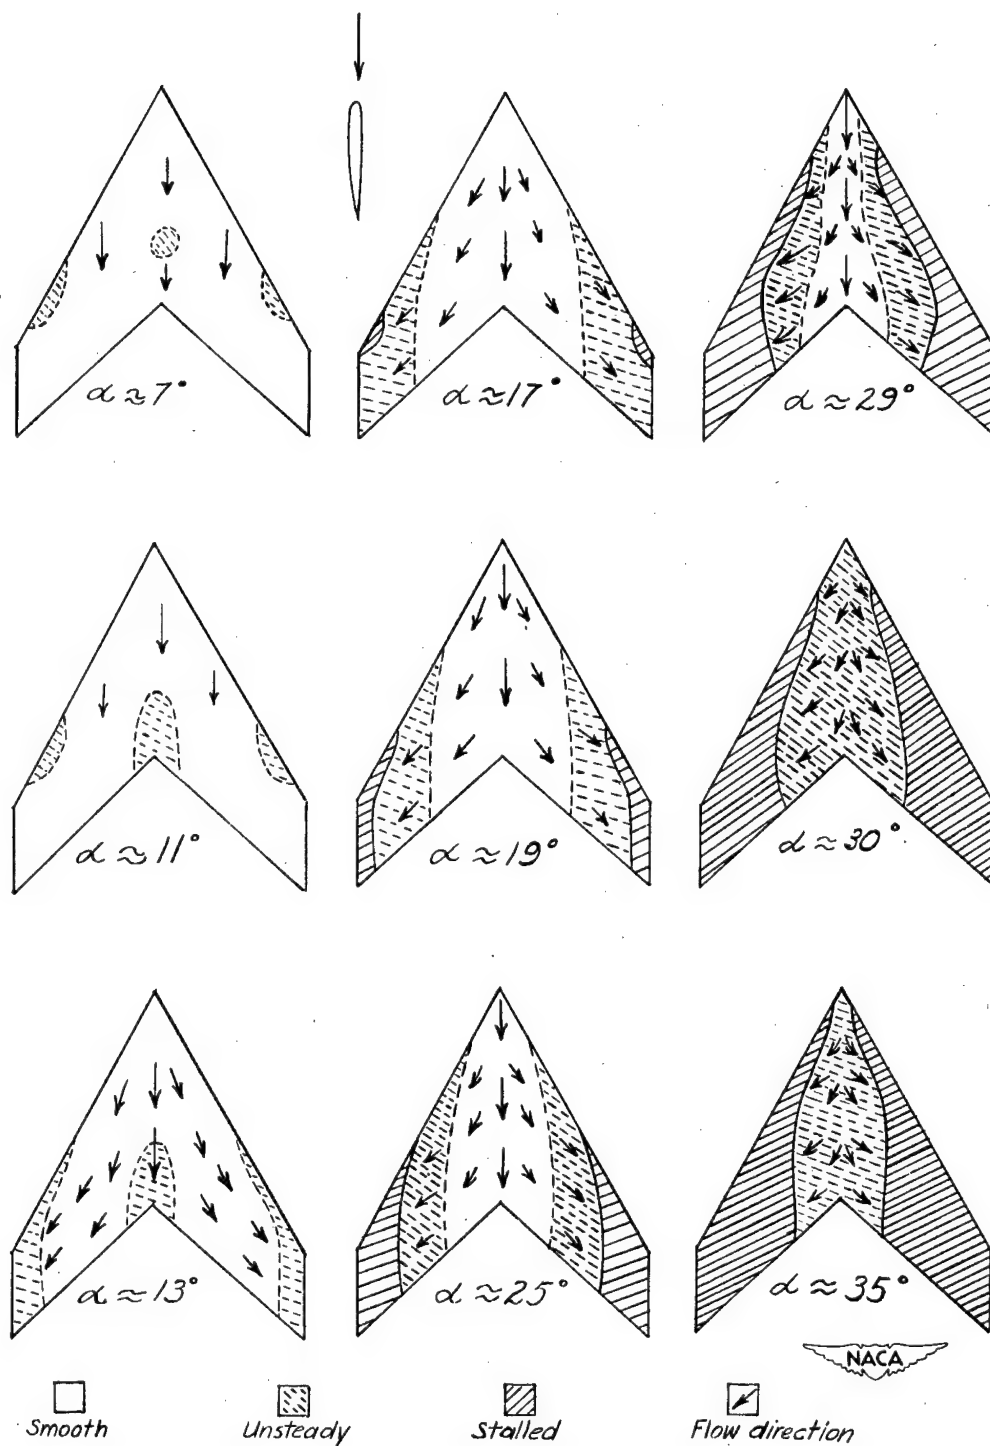 α ≈ 7°
α ≈ 17°
α ≈ 29°
α ≈ 11°
α ≈ 19°
α ≈ 30°
α ≈ 13°
α ≈ 25°
α ≈ 35°
NACA
Smooth
Unsteady
Stalled
Flow direction